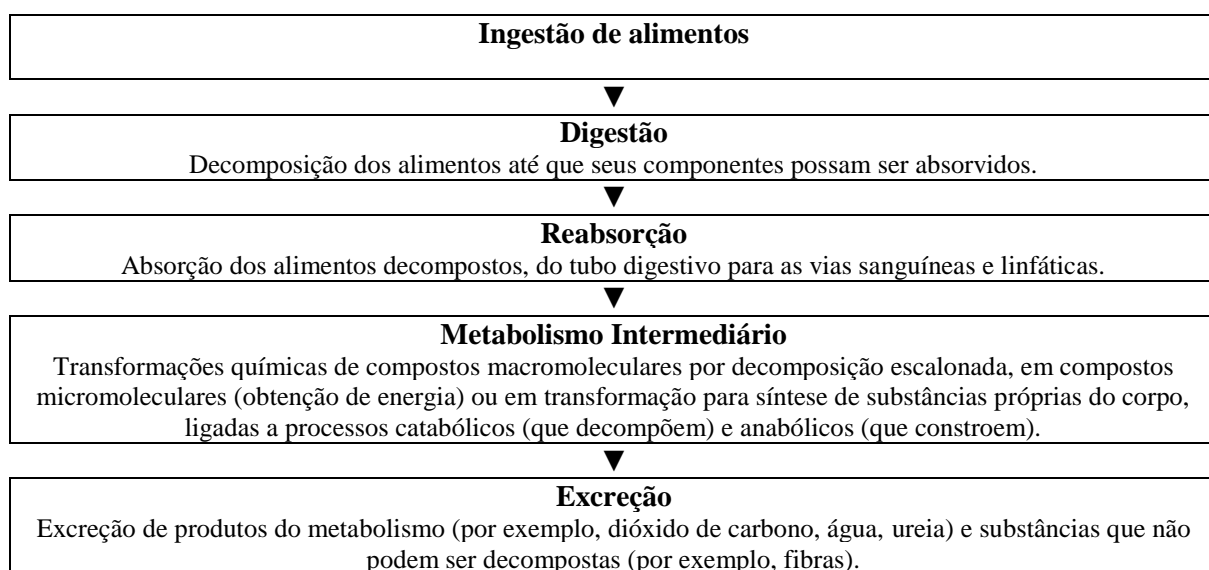 Ingestão de alimentos
Digestão
Decomposição dos alimentos até que seus componentes possam ser absorvidos.
Reabsorção
Absorção dos alimentos decompostos, do tubo digestivo para as vias sanguíneas e linfáticas.
Metabolismo Intermediário
Transformações químicas de compostos macromoleculares por decomposição escalonada, em compostos
micromoleculares (obtenção de energia) ou em transformação para síntese de substâncias próprias do corpo,
ligadas a processos catabólicos (que decompõem) e anabólicos (que constroem).
Excreção
Excreção de produtos do metabolismo (por exemplo, dióxido de carbono, água, ureia) e substâncias que não
podem ser decompostas (por exemplo, fibras).